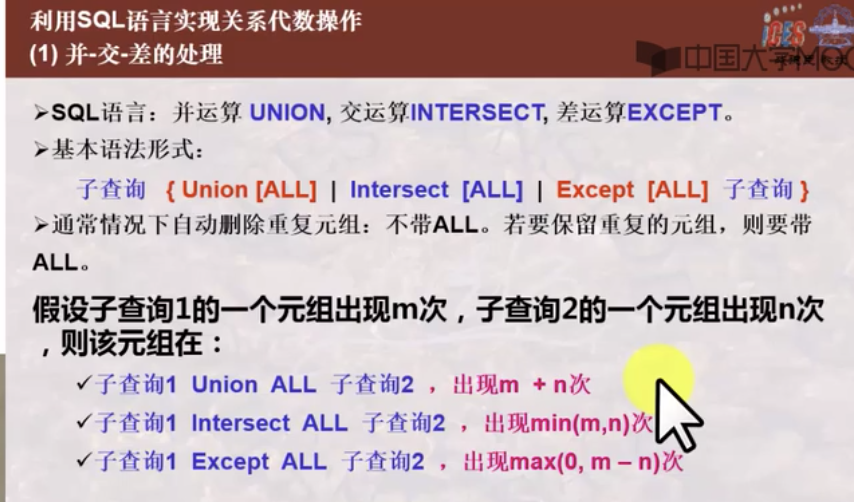 利用SQL语言实现关系代数操作
(1) 并-交-差的处理
iCES
中国大学MOO
➢SQL语言：并运算 UNION, 交运算INTERSECT, 差运算EXCEPT。
➢基本语法形式：
子查询 { Union [ALL] | Intersect [ALL] | Except [ALL] 子查询 }
➢通常情况下自动删除重复元组：不带ALL。若要保留重复的元组，则要带
ALL。
假设子查询1的一个元组出现m次，子查询2的一个元组出现n次
，则该元组在：
✓子查询1 Union ALL 子查询2 ，出现m + n次
✓子查询1 Intersect ALL 子查询2 ，出现min(m,n)次
✓子查询1 Except ALL 子查询2 ，出现max(0, m – n)次